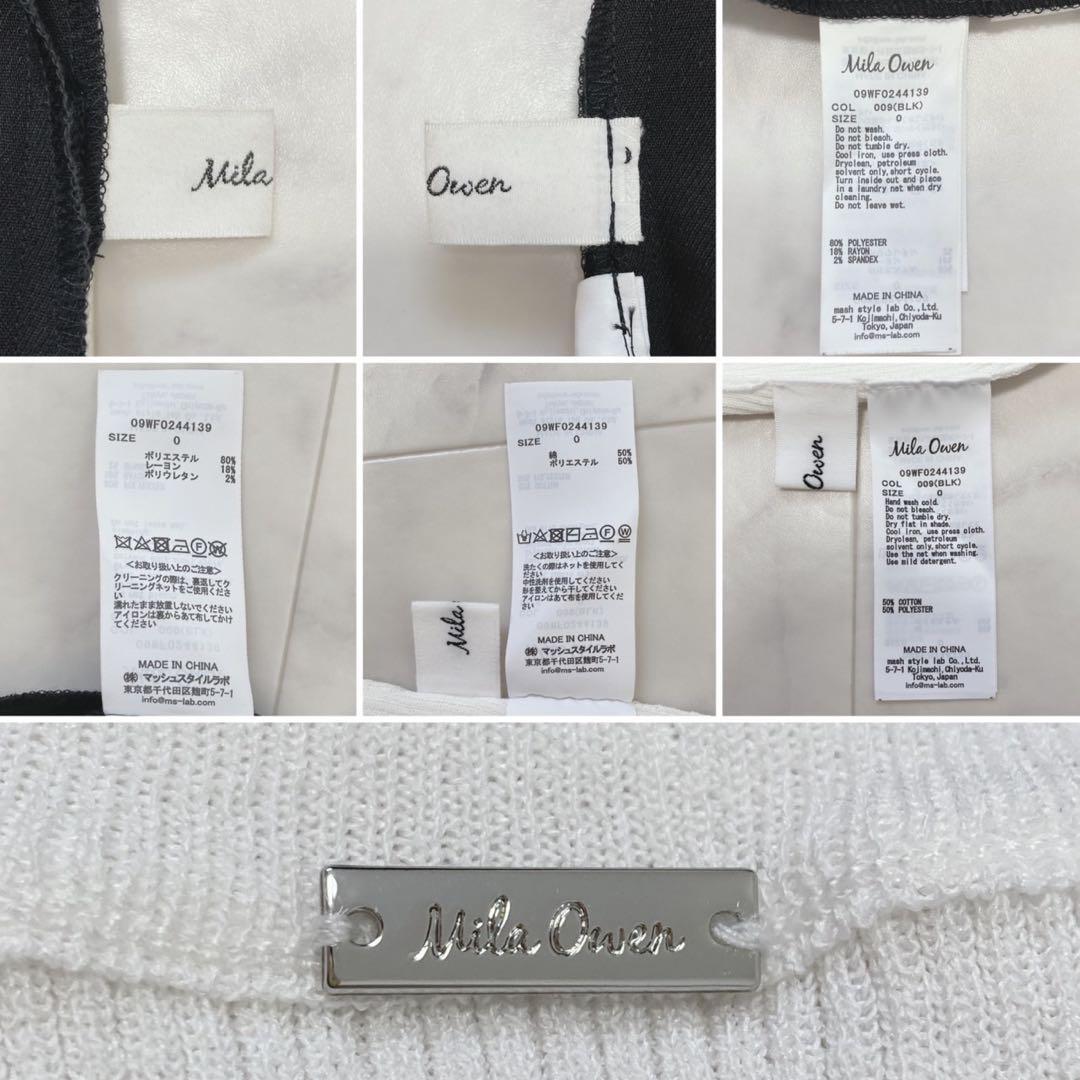 Mila
Owen
Mila Owen
09WF0244139
COL 009(BLK)
SIZE 0
Do not wash.
Do not bleach.
Do not tumble dry.
Cool iron, use press cloth.
Dryclean, petroleum
solvent only, short cycle.
Turn inside out and place
in a laundry net when dry
cleaning.
Do not leave wet.
80% POLYESTER
18% RAYON
2% SPANDEX
MADE IN CHINA
mash style lab Co., Ltd.
5-7-1 Kojimachi, Chiyoda-Ku
Tokyo, Japan
info@ms-lab.com
09WF0244139
SIZE 0
ポリエステル 80%
レーヨン 18%
ポリウレタン 2%
<お取り扱い上のご注意>
クリーニングの際は、裏返してク
リーニングネットをご使用くださ
い
濡れたまま放置しないでください
アイロンは裏からあて布をしてかけ
てください
MADE IN CHINA
㈱ マッシュスタイルラボ
東京都千代田区麹町5-7-1
info@ms-lab.com
09WF0244139
SIZE 0
綿 50%
ポリエステル 50%
<お取り扱い上のご注意>
洗たくの際はネットを使用してく
ださい
中性洗剤を使用してください
形を整えてから干してください
アイロンはあて布を使用してくだ
さい
MADE IN CHINA
㈱ マッシュスタイルラボ
東京都千代田区麹町5-7-1
info@ms-lab.com
Mila
Owen
Mila Owen
09WF0244139
COL 009(BLK)
SIZE 0
Hand wash cold.
Do not bleach.
Do not tumble dry.
Dry flat in shade.
Cool iron, use press cloth.
Dryclean, petroleum
solvent only, short cycle.
Use the net when washing.
Use mild detergent.
50% COTTON
50% POLYESTER
MADE IN CHINA
mash style lab Co., Ltd.
5-7-1 Kojimachi, Chiyoda-Ku
Tokyo, Japan
info@ms-lab.com
Mila Owen